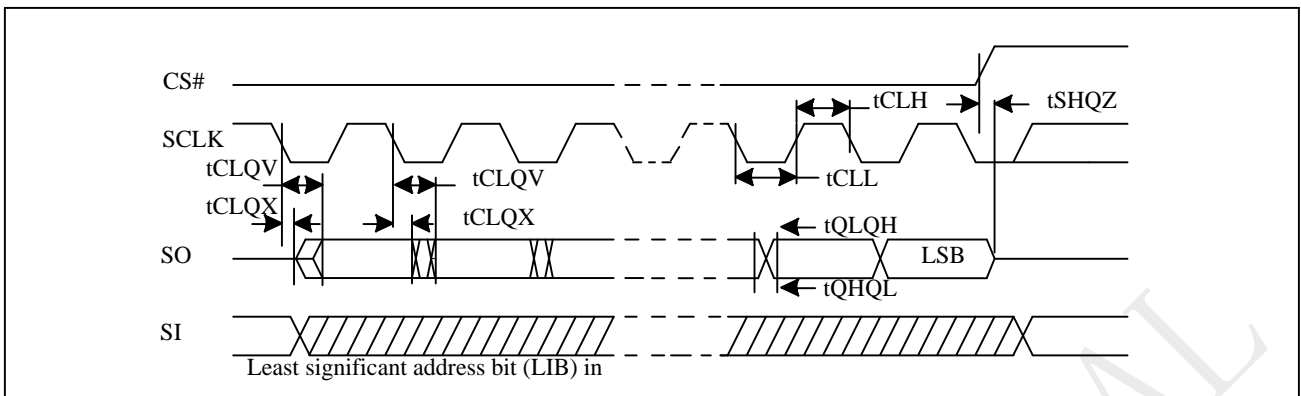 CS#
tCLH
tSHQZ
SCLK
tCLQV
tCLQV
tCLL
tCLQX
tCLQX
tQLQH
SO
LSB
tQHQL
SI
Least significant address bit (LIB) in
AL